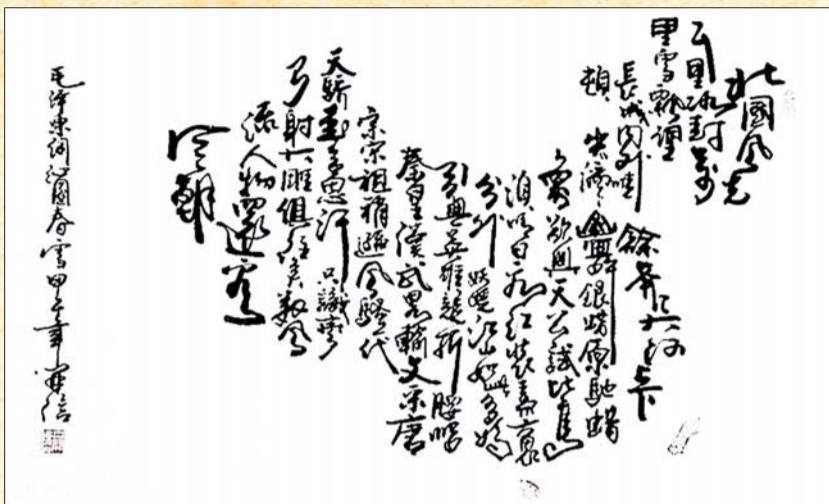 北國風光
千里冰封萬
里雪飄望
長城內外惟
餘莽〻大河上下
頓失滔〻山舞銀蛇原馳蠟
象欲與天公試比高
須晴日看紅裝素裹
分外妖嬈江山如此多嬌
引無數英雄競折腰惜
秦皇漢武略輸文采唐
宗宋祖稍遜風騷一代
天驕成吉思汗只識彎
弓射大雕俱往矣數風
流人物還看
今朝
毛澤東詞沁園春雪甲午年